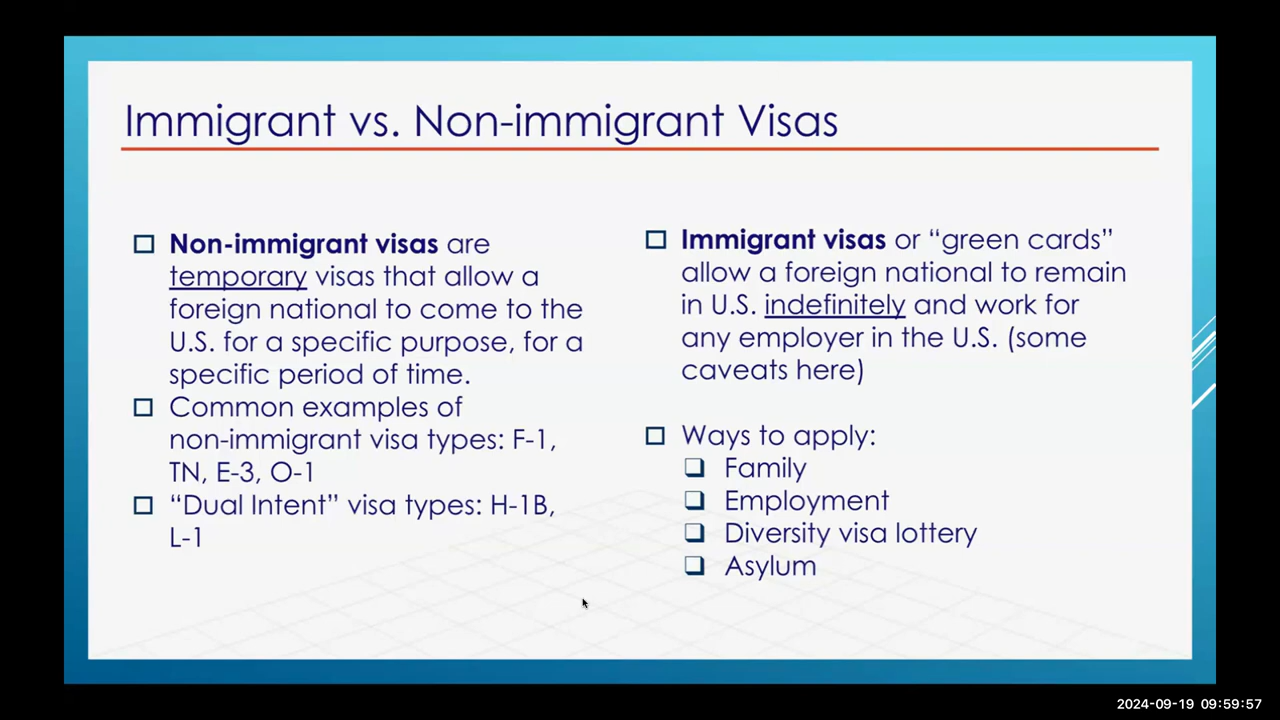 Immigrant vs. Non-immigrant Visas
Non-immigrant visas are
temporary visas that allow a
foreign national to come to the
U.S. for a specific purpose, for a
specific period of time.
Common examples of
non-immigrant visa types: F-1,
TN, E-3, O-1
“Dual Intent” visa types: H-1B,
L-1
Immigrant visas or “green cards”
allow a foreign national to remain
in U.S. indefinitely and work for
any employer in the U.S. (some
caveats here)
Ways to apply:
Family
Employment
Diversity visa lottery
Asylum
2024-09-19 09:59:57